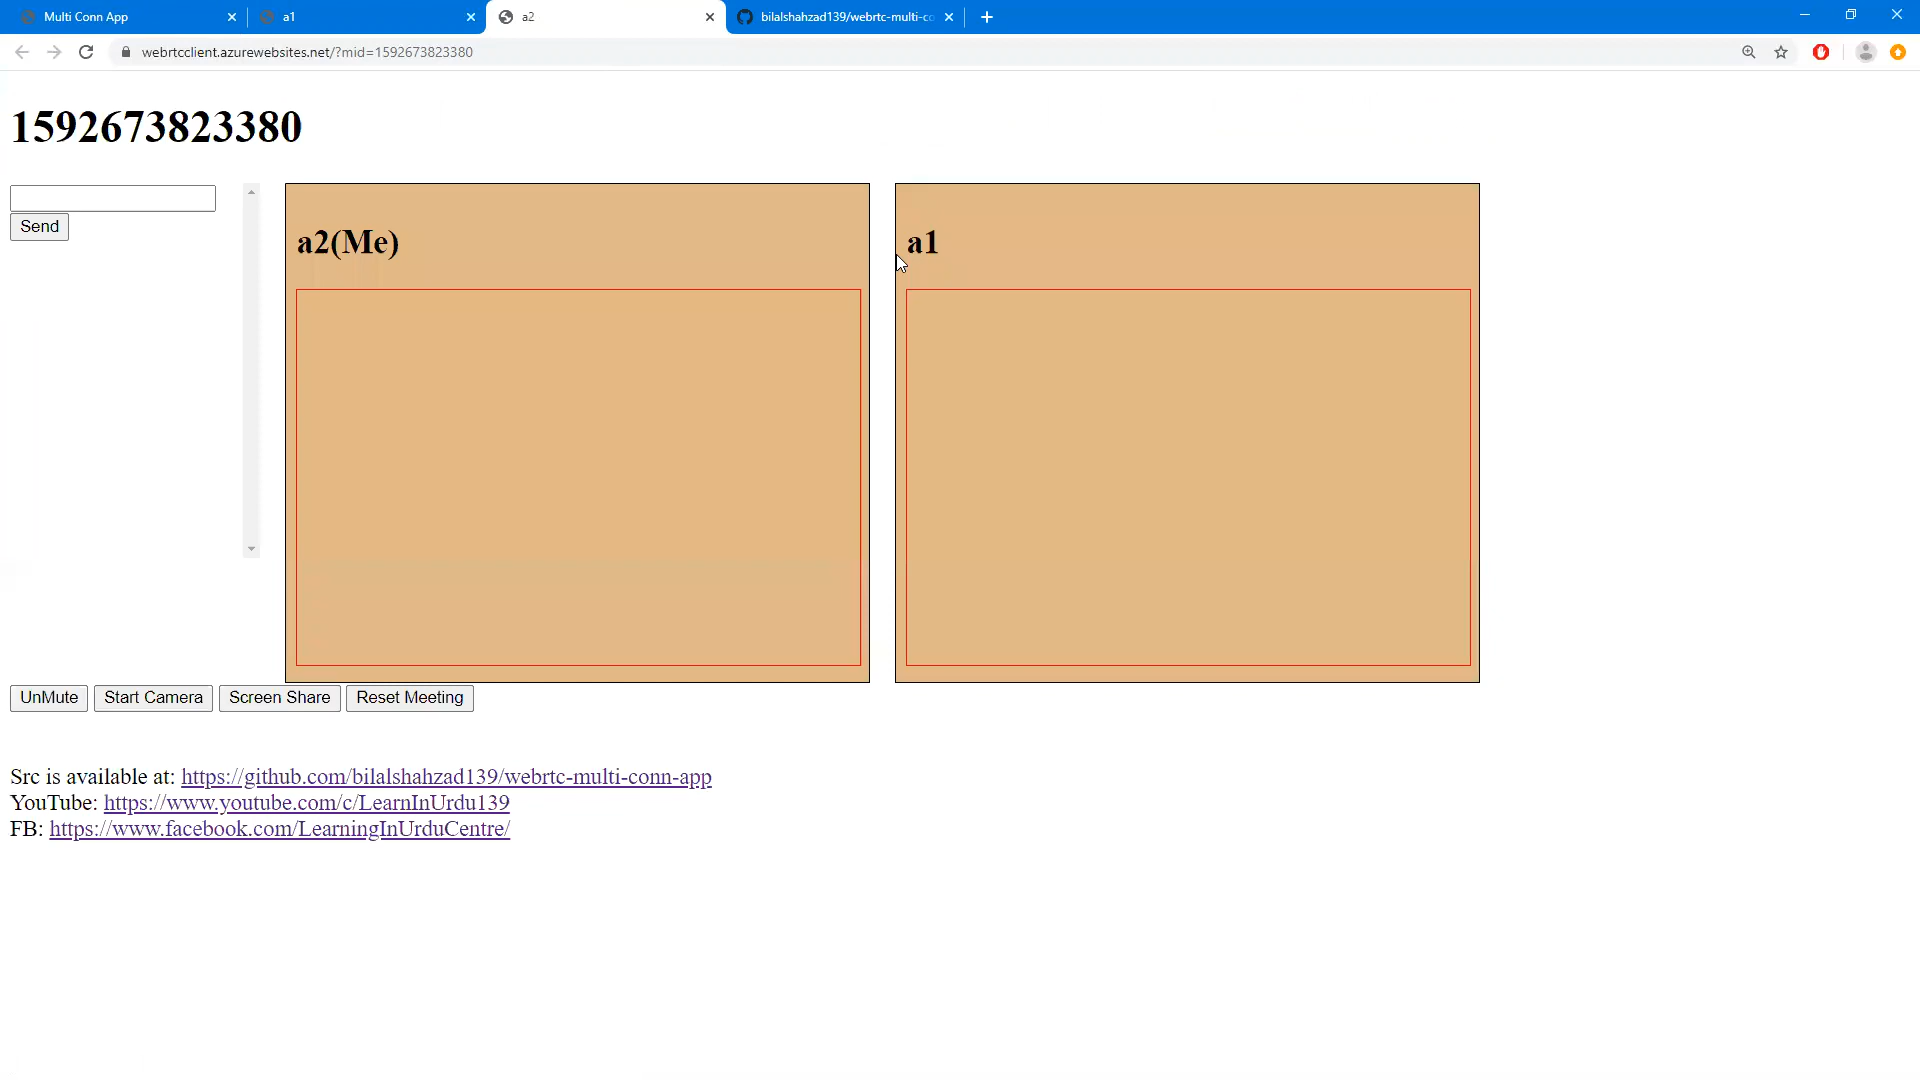 Multi Conn App
a1
a2
bilalshahzad139/webrtc-multi-co
webrtcclient.azurewebsites.net/?mid=1592673823380
1592673823380
Send
a2(Me)
a1
UnMute
Start Camera
Screen Share
Reset Meeting
Src is available at: https://github.com/bilalshahzad139/webrtc-multi-conn-app
YouTube: https://www.youtube.com/c/LearnInUrdu139
FB: https://www.facebook.com/LearningInUrduCentre/